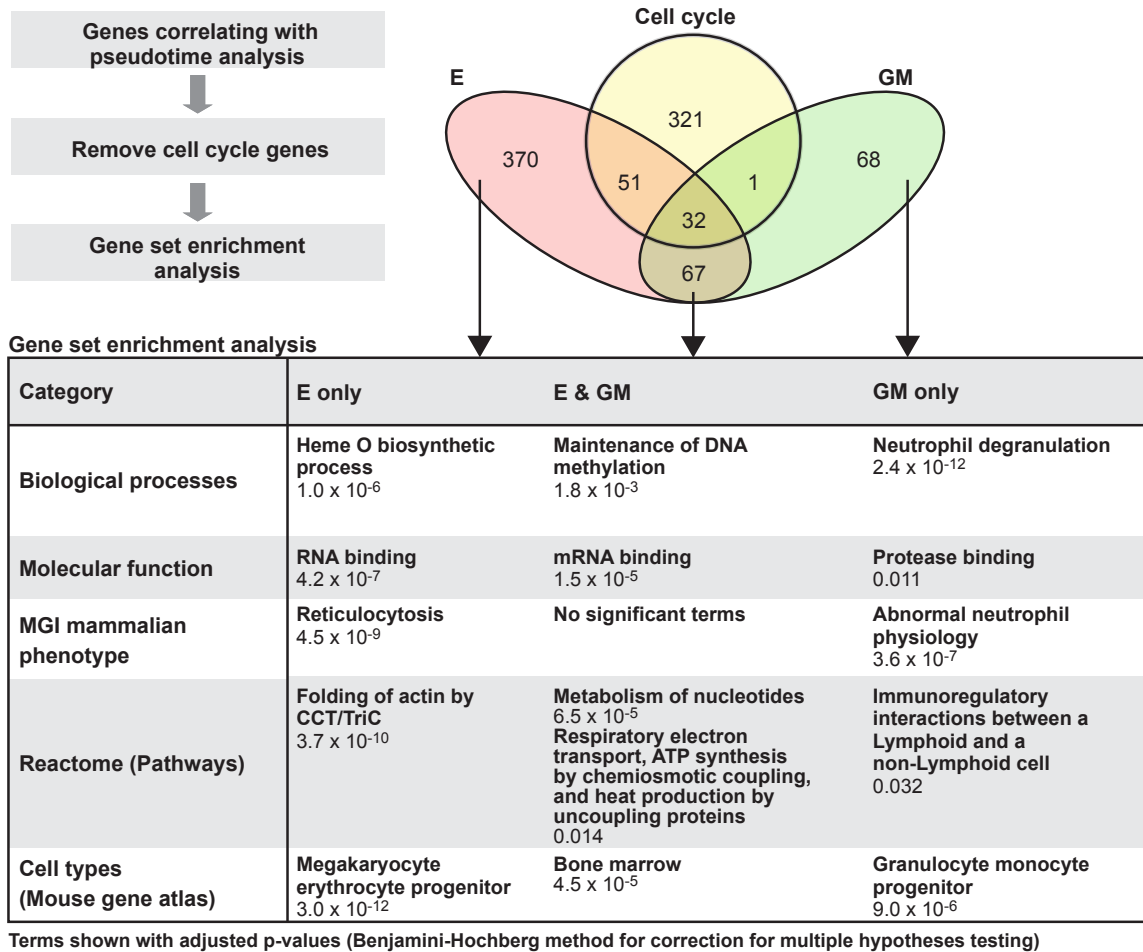 Genes correlating with
pseudotime analysis
Remove cell cycle genes
Gene set enrichment
analysis
Cell cycle
E
GM
321
370
51
1
68
32
67
Gene set enrichment analysis
Category
E only
E & GM
GM only
Biological processes
Heme O biosynthetic
process
1.0 x 10-6
Maintenance of DNA
methylation
1.8 x 10-3
Neutrophil degranulation
2.4 x 10-12
Molecular function
RNA binding
4.2 x 10-7
mRNA binding
1.5 x 10-5
Protease binding
0.011
MGI mammalian
phenotype
Reticulocytosis
4.5 x 10-9
No significant terms
Abnormal neutrophil
physiology
3.6 x 10-7
Reactome (Pathways)
Folding of actin by
CCT/TriC
3.7 x 10-10
Metabolism of nucleotides
6.5 x 10-5
Respiratory electron
transport, ATP synthesis
by chemiosmotic coupling,
and heat production by
uncoupling proteins
0.014
Immunoregulatory
interactions between a
Lymphoid and a
non-Lymphoid cell
0.032
Cell types
(Mouse gene atlas)
Megakaryocyte
erythrocyte progenitor
3.0 x 10-12
Bone marrow
4.5 x 10-5
Granulocyte monocyte
progenitor
9.0 x 10-6
Terms shown with adjusted p-values (Benjamini-Hochberg method for correction for multiple hypotheses testing)